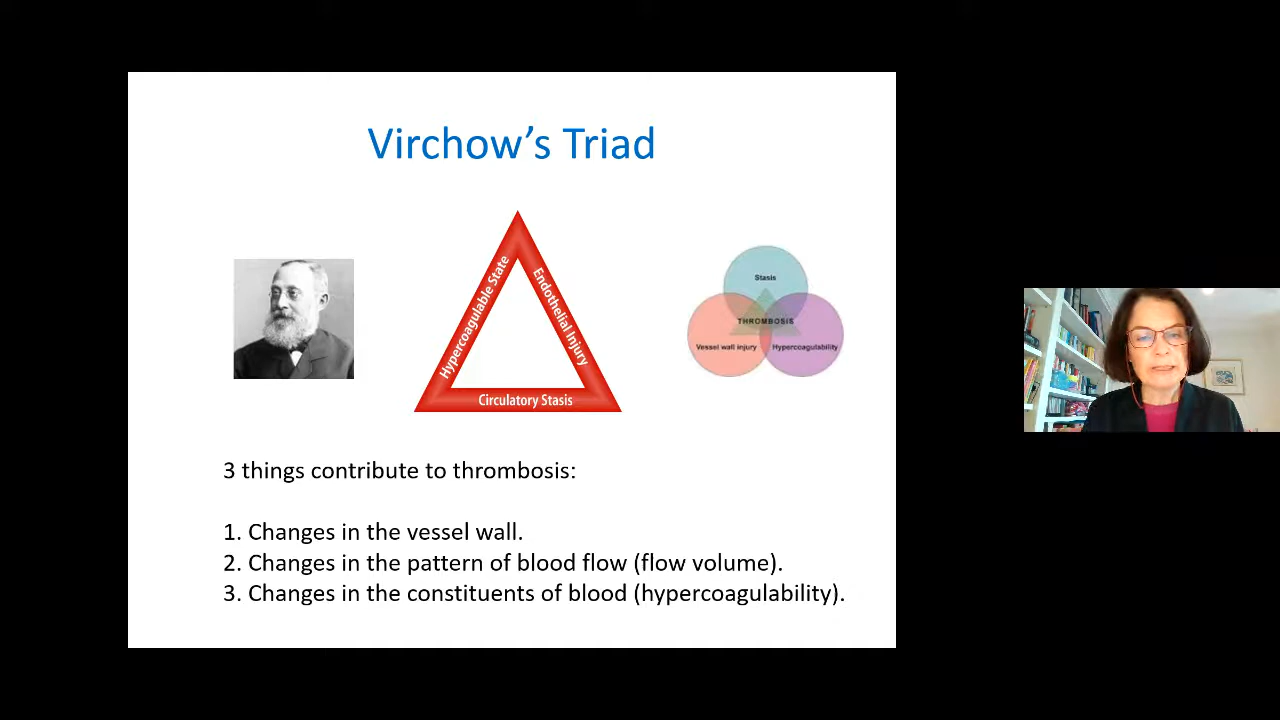 Virchow's Triad
Hypercoagulable State
Endothelial Injury
Circulatory Stasis
Stasis
THROMBOSIS
Vessel wall injury
Hypercoagulability
3 things contribute to thrombosis:
1. Changes in the vessel wall.
2. Changes in the pattern of blood flow (flow volume).
3. Changes in the constituents of blood (hypercoagulability).